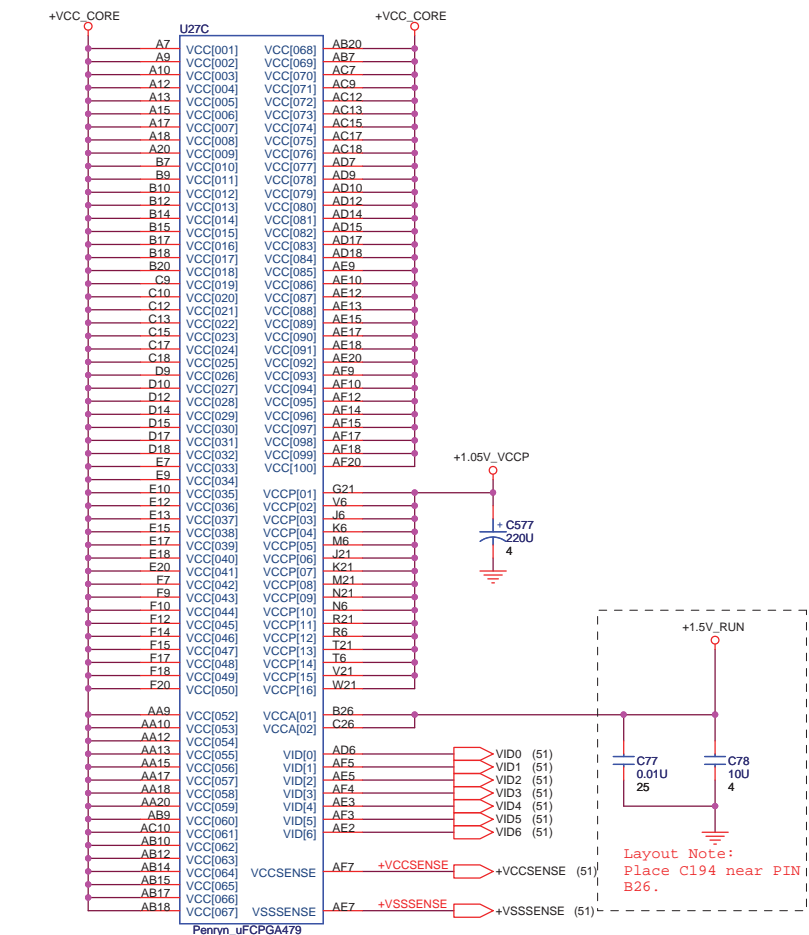 +VCC_CORE +VCC_CORE
U27C
A7 VCC[001] VCC[068] AB20
A9 VCC[002] VCC[069] AB7
A10 VCC[003] VCC[070] AC7
A12 VCC[004] VCC[071] AC9
A13 VCC[005] VCC[072] AC12
A15 VCC[006] VCC[073] AC13
A17 VCC[007] VCC[074] AC15
A18 VCC[008] VCC[075] AC17
A20 VCC[009] VCC[076] AC18
B7 VCC[010] VCC[077] AD7
B9 VCC[011] VCC[078] AD9
B10 VCC[012] VCC[079] AD10
B12 VCC[013] VCC[080] AD12
B14 VCC[014] VCC[081] AD14
B15 VCC[015] VCC[082] AD15
B17 VCC[016] VCC[083] AD17
B18 VCC[017] VCC[084] AD18
B20 VCC[018] VCC[085] AE9
C9 VCC[019] VCC[086] AE10
C10 VCC[020] VCC[087] AE12
C12 VCC[021] VCC[088] AE13
C13 VCC[022] VCC[089] AE15
C15 VCC[023] VCC[090] AE17
C17 VCC[024] VCC[091] AE18
C18 VCC[025] VCC[092] AE20
D9 VCC[026] VCC[093] AF9
D10 VCC[027] VCC[094] AF10
D12 VCC[028] VCC[095] AF12
D14 VCC[029] VCC[096] AF14
D15 VCC[030] VCC[097] AF15
D17 VCC[031] VCC[098] AF17
D18 VCC[032] VCC[099] AF18
E7 VCC[033] VCC[100] AF20
E9 VCC[034]
E10 VCC[035] VCCP[01] G21
E12 VCC[036] VCCP[02] V6
E13 VCC[037] VCCP[03] J6
E15 VCC[038] VCCP[04] K6
E17 VCC[039] VCCP[05] M6
E18 VCC[040] VCCP[06] J21
E20 VCC[041] VCCP[07] K21
F7 VCC[042] VCCP[08] M21
F9 VCC[043] VCCP[09] N21
F10 VCC[044] VCCP[10] N6
F12 VCC[045] VCCP[11] R21
F14 VCC[046] VCCP[12] R6
F15 VCC[047] VCCP[13] T21
F17 VCC[048] VCCP[14] T6
F18 VCC[049] VCCP[15] V21
F20 VCC[050] VCCP[16] W21
AA9 VCC[052] VCCA[01] B26
AA10 VCC[053] VCCA[02] C26
AA12 VCC[054]
AA13 VCC[055] VID[0] AD6 VID0 (51)
AA15 VCC[056] VID[1] AF5 VID1 (51)
AA17 VCC[057] VID[2] AE5 VID2 (51)
AA18 VCC[058] VID[3] AF4 VID3 (51)
AA20 VCC[059] VID[4] AE3 VID4 (51)
AB9 VCC[060] VID[5] AF3 VID5 (51)
AC10 VCC[061] VID[6] AE2 VID6 (51)
AB10 VCC[062]
AB12 VCC[063]
AB14 VCC[064] VCCSENSE AF7 +VCCSENSE +VCCSENSE (51)
AB15 VCC[065]
AB17 VCC[066]
AB18 VCC[067] VSSSENSE AE7 +VSSSENSE +VSSSENSE (51)
Penryn_uFCPGA479
+1.05V_VCCP
+ C577
220U
4
+1.5V_RUN
C77
0.01U
25
C78
10U
4
Layout Note:
Place C194 near PIN
B26.